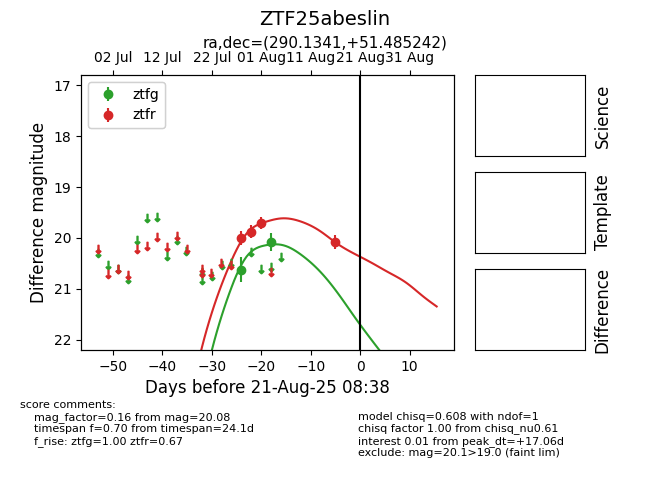 ZTF25abeslin
ra,dec=(290.1341,+51.485242)
02 Jul 12 Jul 22 Jul 01 Aug 11 Aug 21 Aug 31 Aug
ztfg
ztfr
17
18
19
20
21
22
Difference magnitude
−50 −40 −30 −20 −10 0 10
Days before 21-Aug-25 08:38
Science
Template
Difference
score comments:
mag_factor=0.16 from mag=20.08
timespan f=0.70 from timespan=24.1d
f_rise: ztfg=1.00 ztfr=0.67
model chisq=0.608 with ndof=1
chisq factor 1.00 from chisq_nu0.61
interest 0.01 from peak_dt=+17.06d
exclude: mag=20.1>19.0 (faint lim)